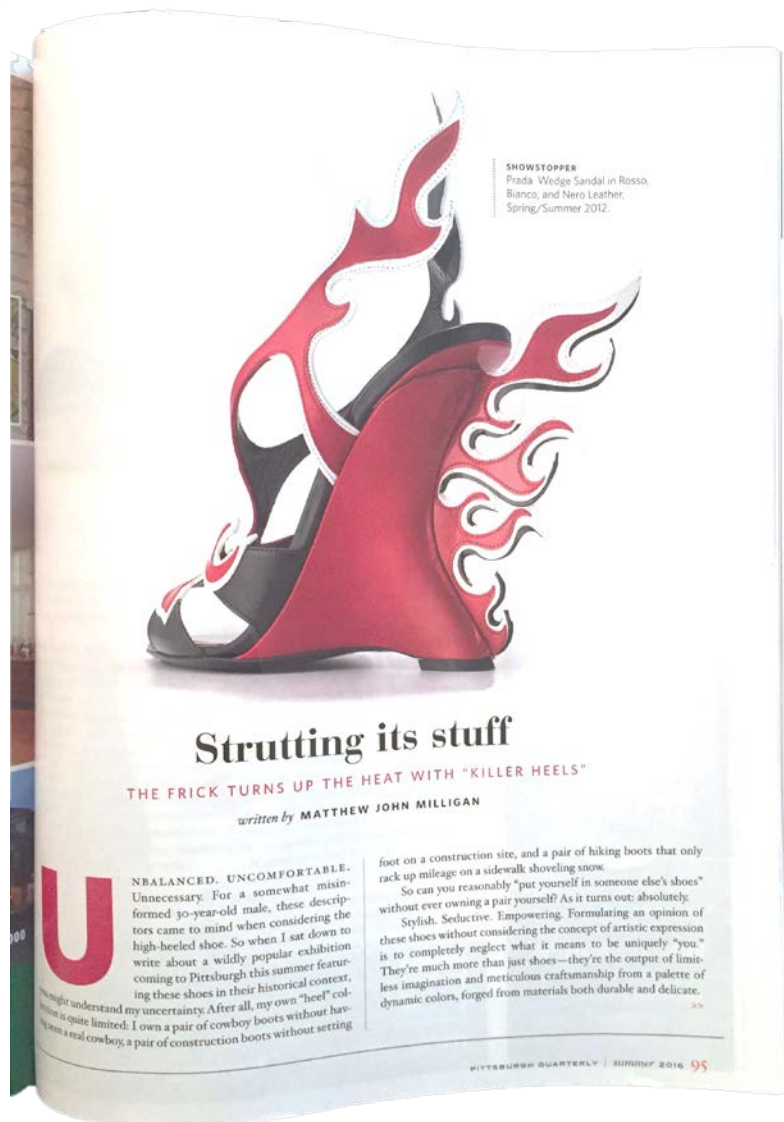 SHOWSTOPPER
Prada. Wedge Sandal in Rosso,
Bianco, and Nero Leather,
Spring/Summer 2012.
Strutting its stuff
THE FRICK TURNS UP THE HEAT WITH "KILLER HEELS"
written by MATTHEW JOHN MILLIGAN
UNBALANCED. UNCOMFORTABLE.
Unnecessary. For a somewhat misin-
formed 30-year-old male, these descrip-
tors came to mind when considering the
high-heeled shoe. So when I sat down to
write about a wildly popular exhibition
coming to Pittsburgh this summer featur-
ing these shoes in their historical context,
you might understand my uncertainty. After all, my own "heel" col-
lection is quite limited: I own a pair of cowboy boots without hav-
ing seen a real cowboy, a pair of construction boots without setting
foot on a construction site, and a pair of hiking boots that only
rack up mileage on a sidewalk shoveling snow.
So can you reasonably "put yourself in someone else's shoes"
without ever owning a pair yourself? As it turns out: absolutely.
Stylish. Seductive. Empowering. Formulating an opinion of
these shoes without considering the concept of artistic expression
is to completely neglect what it means to be uniquely "you."
They're much more than just shoes—they're the output of limit-
less imagination and meticulous craftsmanship from a palette of
dynamic colors, forged from materials both durable and delicate.
>>
PITTSBURGH QUARTERLY | summer 2016 95